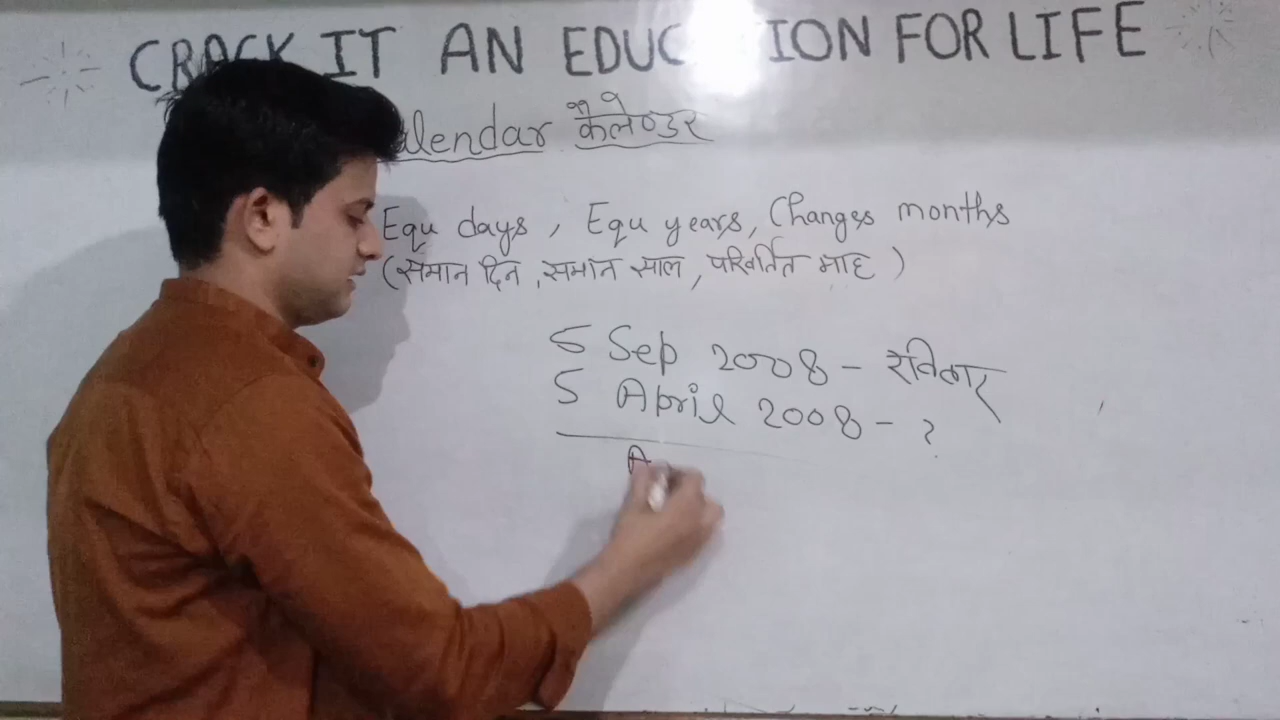 CRACK IT AN EDUC ION FOR LIFE
alendar कैलेण्डर
Equ days, Equ years, Changes months
(समान दिन, समान साल, परिवर्तित माह)
5 Sep 2008 - रविवार
5 April 2008 - ?
A